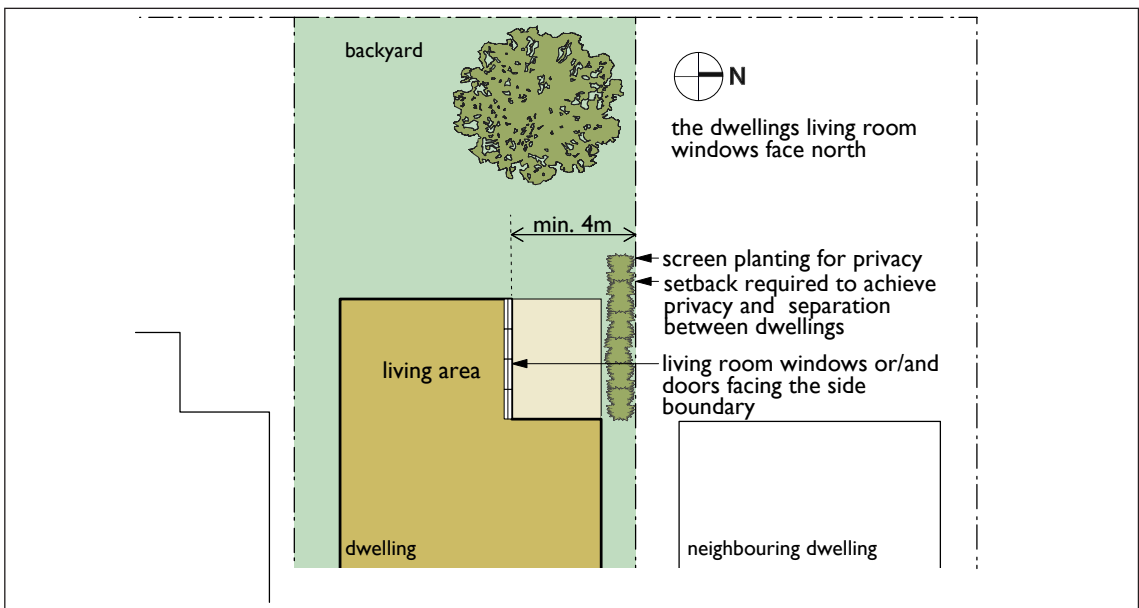 backyard
N
the dwellings living room
windows face north
min. 4m
screen planting for privacy
setback required to achieve
privacy and separation
between dwellings
living area
living room windows or/and
doors facing the side
boundary
dwelling
neighbouring dwelling